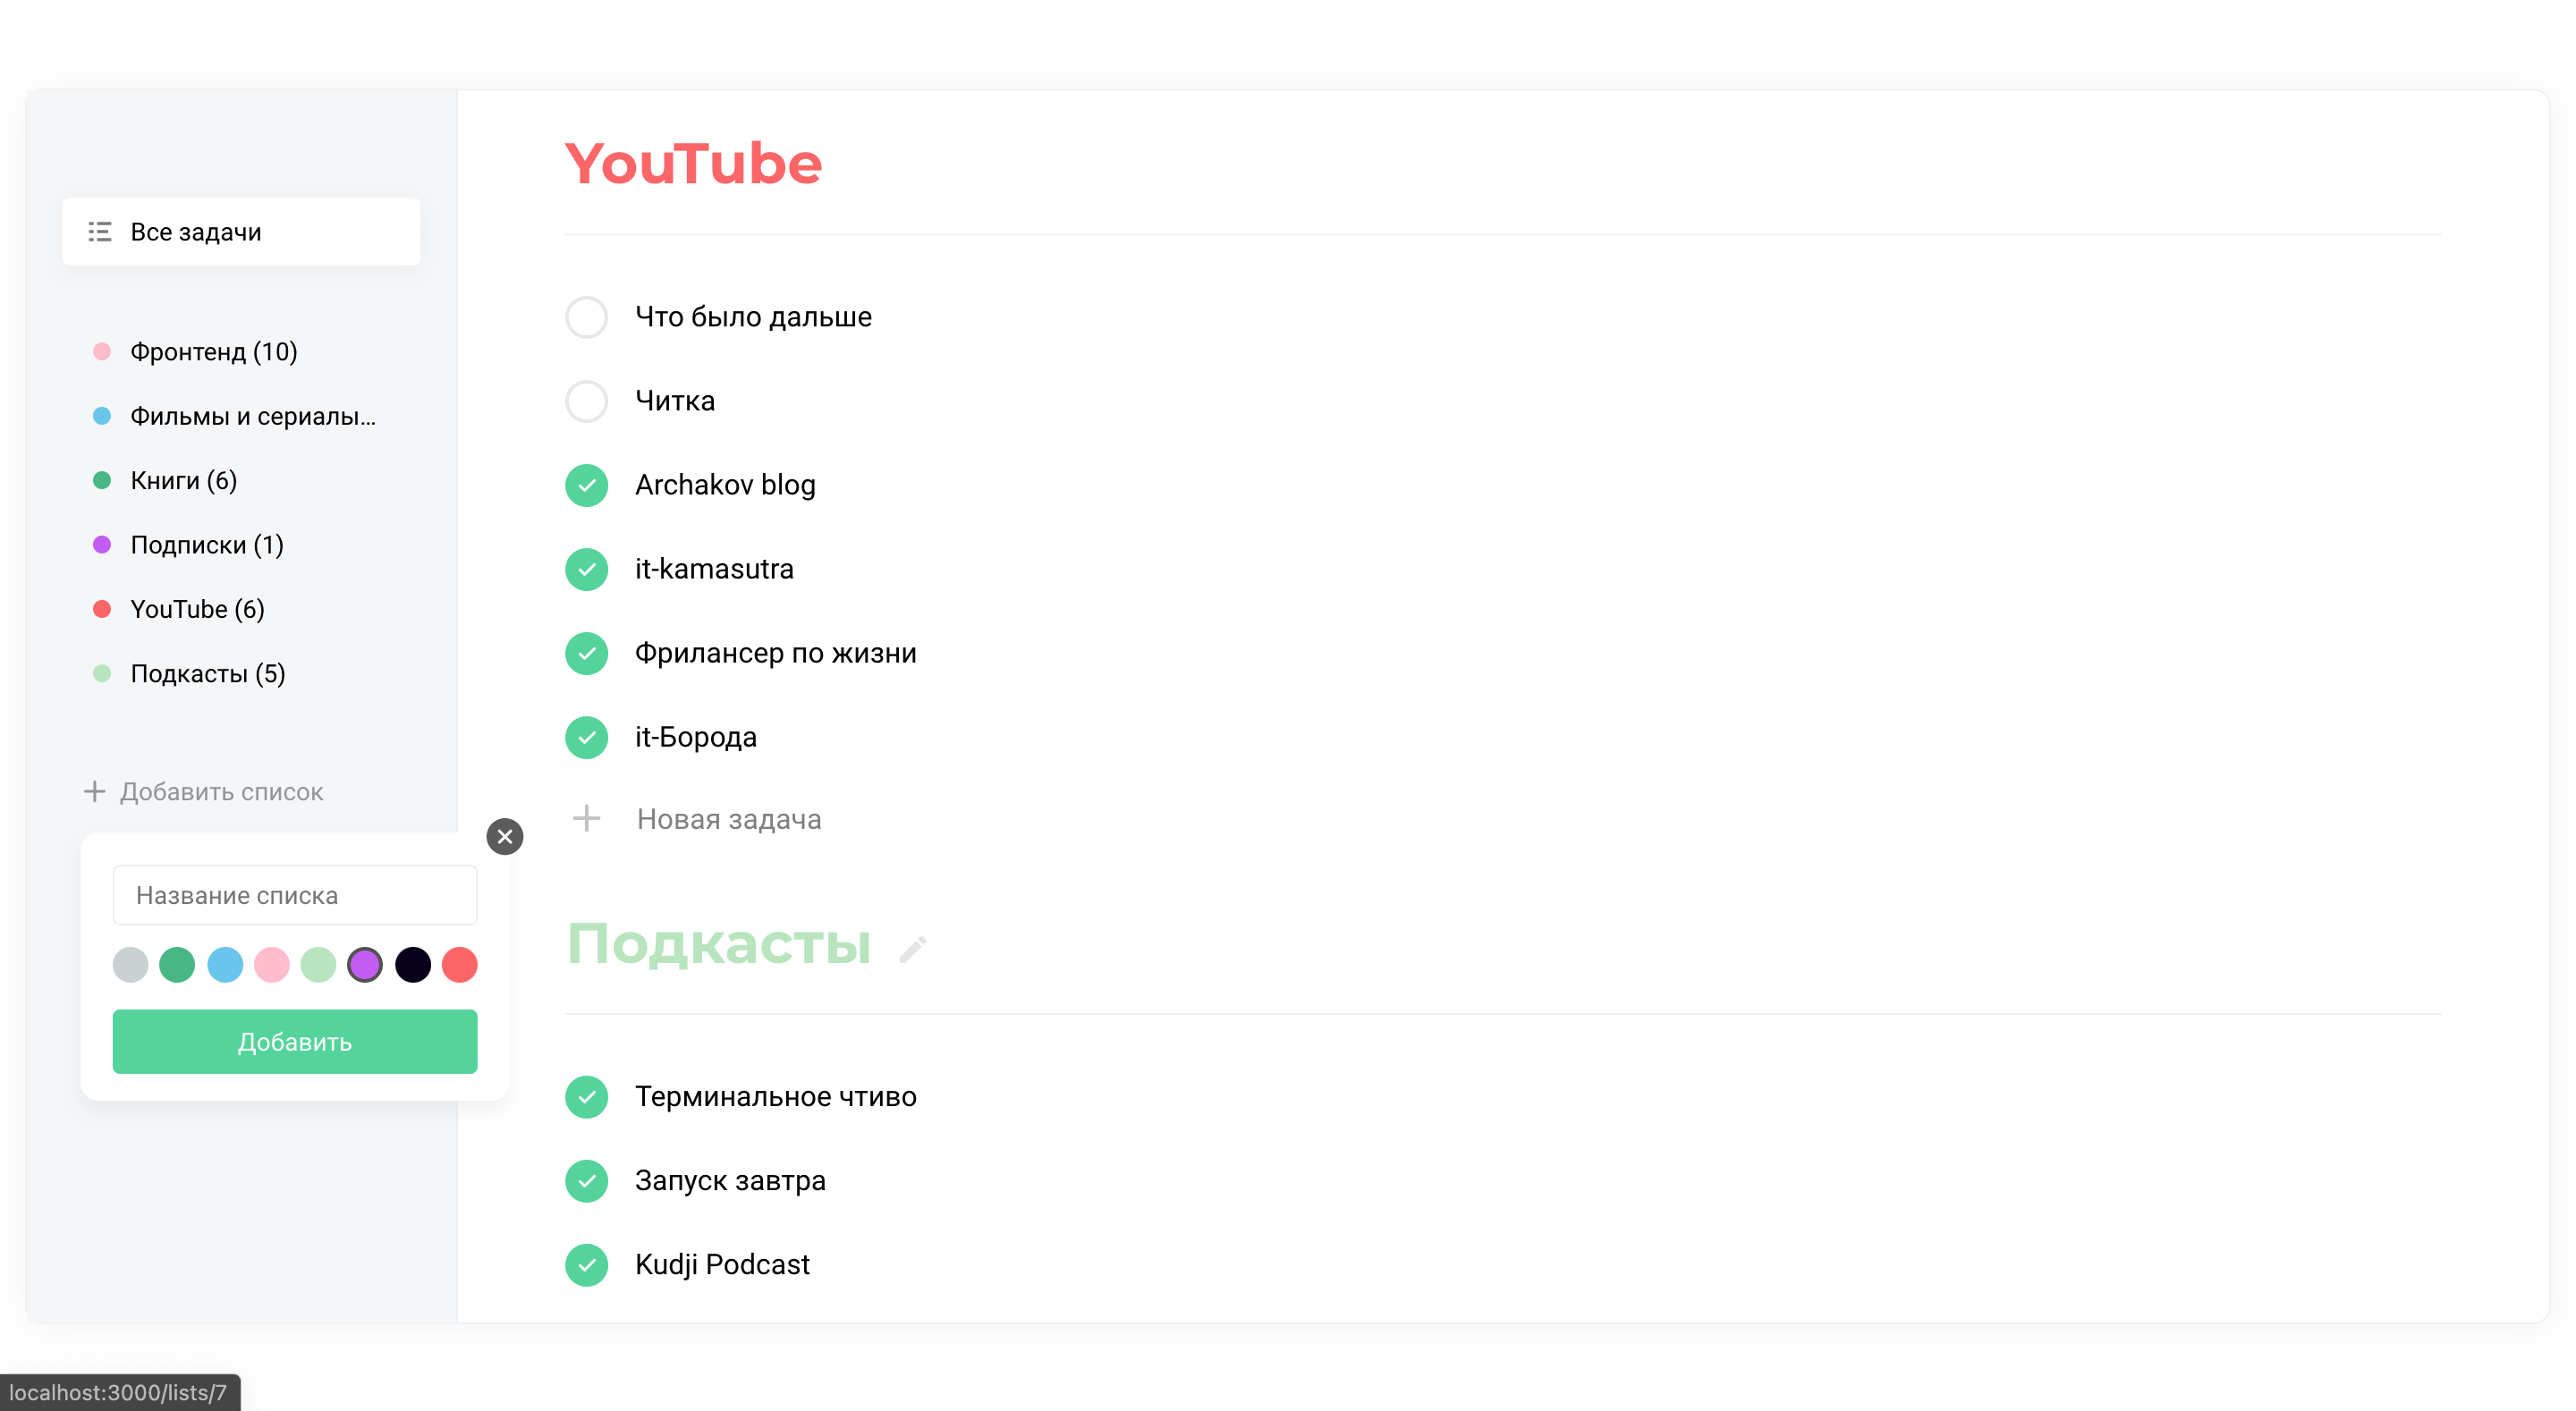 Все задачи
Фронтенд (10)
Фильмы и сериалы...
Книги (6)
Подписки (1)
YouTube (6)
Подкасты (5)
Добавить список
Название списка
Добавить
YouTube
Что было дальше
Читка
Archakov blog
it-kamasutra
Фрилансер по жизни
it-Борода
Новая задача
Подкасты
Терминальное чтиво
Запуск завтра
Kudji Podcast
localhost:3000/lists/7